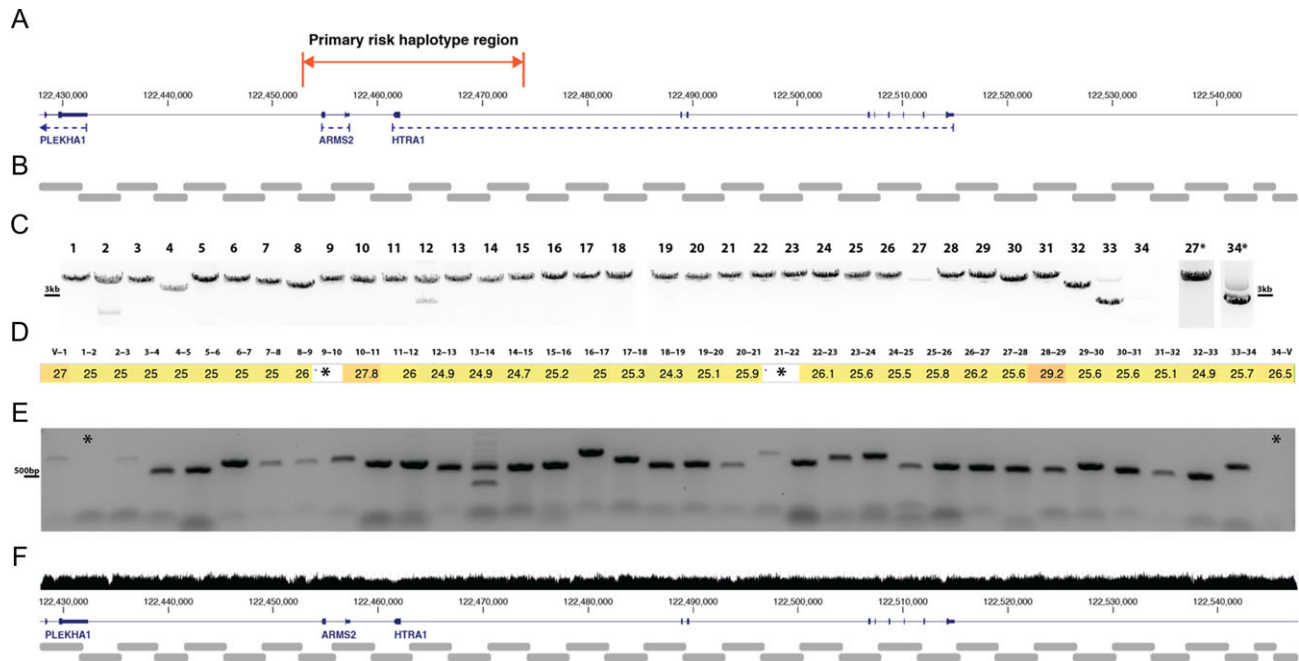 A
Primary risk haplotype region
122,430,000 122,440,000 122,450,000 122,460,000 122,470,000 122,480,000 122,490,000 122,500,000 122,510,000 122,520,000 122,530,000 122,540,000
PLEKHA1 ARMS2 HTRA1
B
C
1 2 3 4 5 6 7 8 9 10 11 12 13 14 15 16 17 18 19 20 21 22 23 24 25 26 27 28 29 30 31 32 33 34 27* 34*
3kb 3kb
D
V–1 1–2 2–3 3–4 4–5 5–6 6–7 7–8 8–9 9–10 10–11 11–12 12–13 13–14 14–15 15–16 16–17 17–18 18–19 19–20 20–21 21–22 22–23 23–24 24–25 25–26 26–27 27–28 28–29 29–30 30–31 31–32 32–33 33–34 34–V
27 25 25 25 25 25 25 25 26 * 27.8 26 24.9 24.9 24.7 25.2 25 25.3 24.3 25.1 25.9 * 26.1 25.6 25.5 25.8 26.2 25.6 29.2 25.6 25.6 25.1 24.9 25.7 26.5
E
* *
500bp
F
122,430,000 122,440,000 122,450,000 122,460,000 122,470,000 122,480,000 122,490,000 122,500,000 122,510,000 122,520,000 122,530,000 122,540,000
PLEKHA1 ARMS2 HTRA1